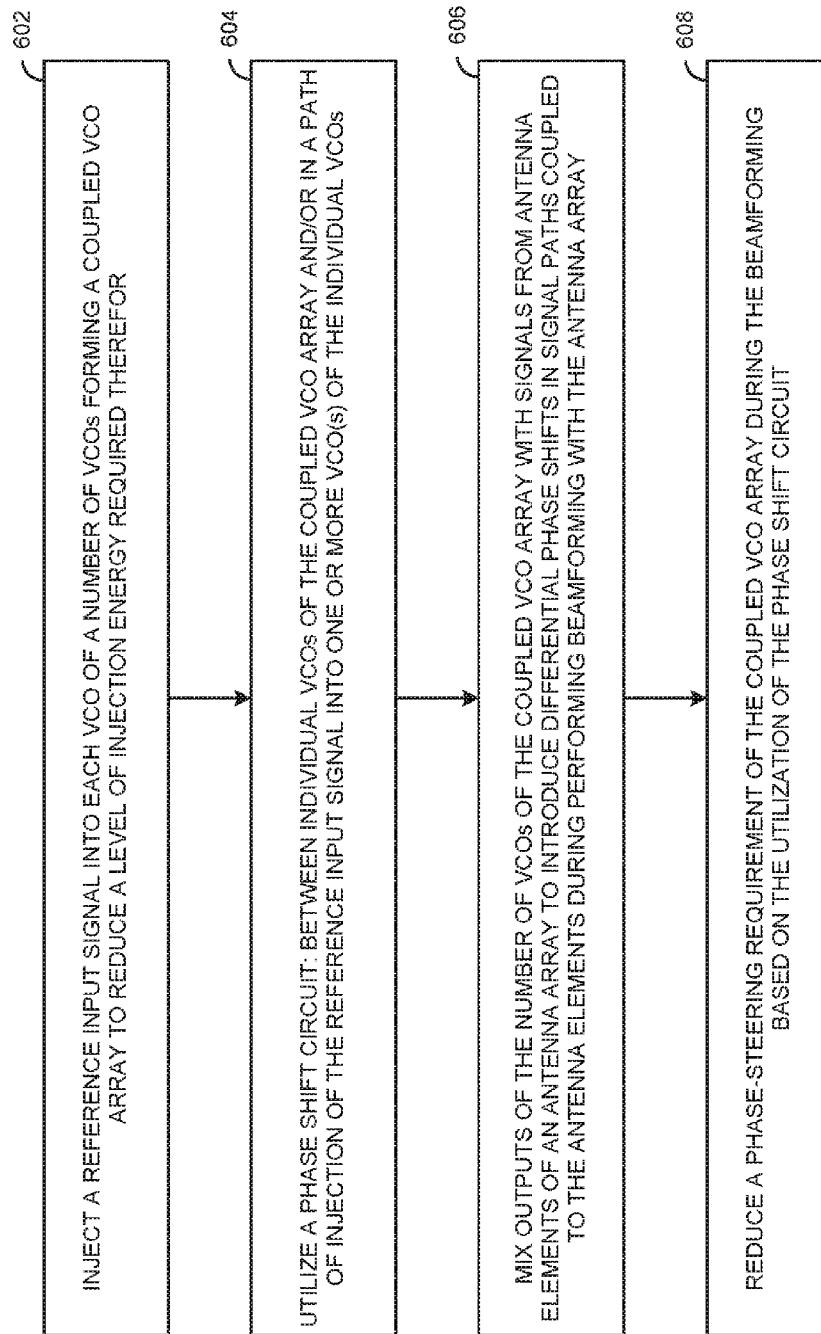 602
INJECT A REFERENCE INPUT SIGNAL INTO EACH VCO OF A NUMBER OF VCOs FORMING A COUPLED VCO
ARRAY TO REDUCE A LEVEL OF INJECTION ENERGY REQUIRED THEREFOR
604
UTILIZE A PHASE SHIFT CIRCUIT: BETWEEN INDIVIDUAL VCOs OF THE COUPLED VCO ARRAY AND/OR IN A PATH
OF INJECTION OF THE REFERENCE INPUT SIGNAL INTO ONE OR MORE VCO(s) OF THE INDIVIDUAL VCOs
606
MIX OUTPUTS OF THE NUMBER OF VCOs OF THE COUPLED VCO ARRAY WITH SIGNALS FROM ANTENNA
ELEMENTS OF AN ANTENNA ARRAY TO INTRODUCE DIFFERENTIAL PHASE SHIFTS IN SIGNAL PATHS COUPLED
TO THE ANTENNA ELEMENTS DURING PERFORMING BEAMFORMING WITH THE ANTENNA ARRAY
608
REDUCE A PHASE-STEERING REQUIREMENT OF THE COUPLED VCO ARRAY DURING THE BEAMFORMING
BASED ON THE UTILIZATION OF THE PHASE SHIFT CIRCUIT